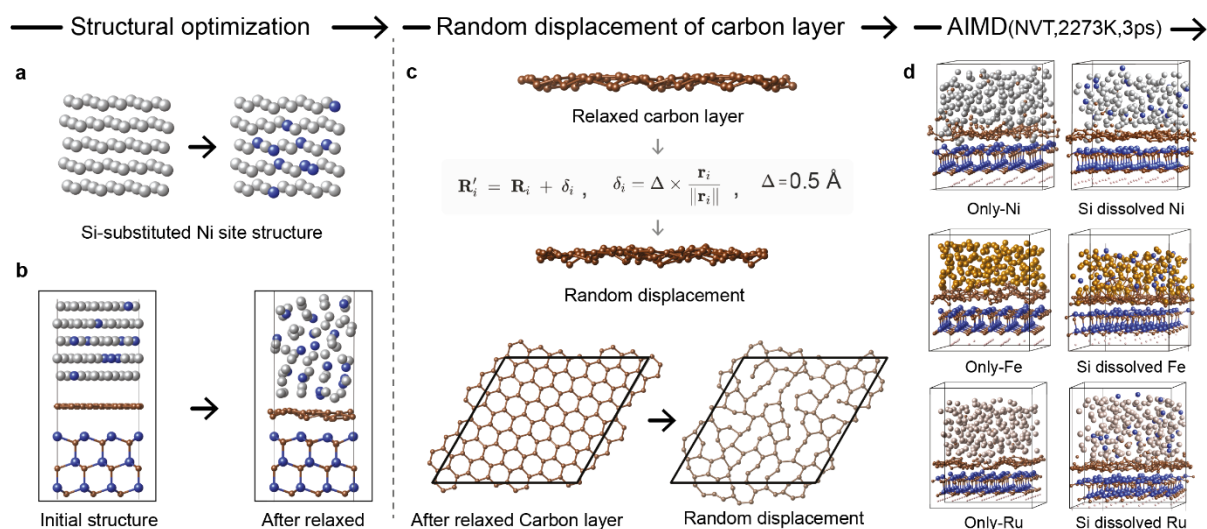 Structural optimization
Random displacement of carbon layer
AIMD(NVT,2273K,3ps)
a
Si-substituted Ni site structure
b
Initial structure
After relaxed
c
Relaxed carbon layer
R′ᵢ = Rᵢ + δᵢ , δᵢ = Δ × rᵢ / ‖rᵢ‖ , Δ = 0.5 Å
Random displacement
After relaxed Carbon layer
Random displacement
d
Only-Ni
Si dissolved Ni
Only-Fe
Si dissolved Fe
Only-Ru
Si dissolved Ru